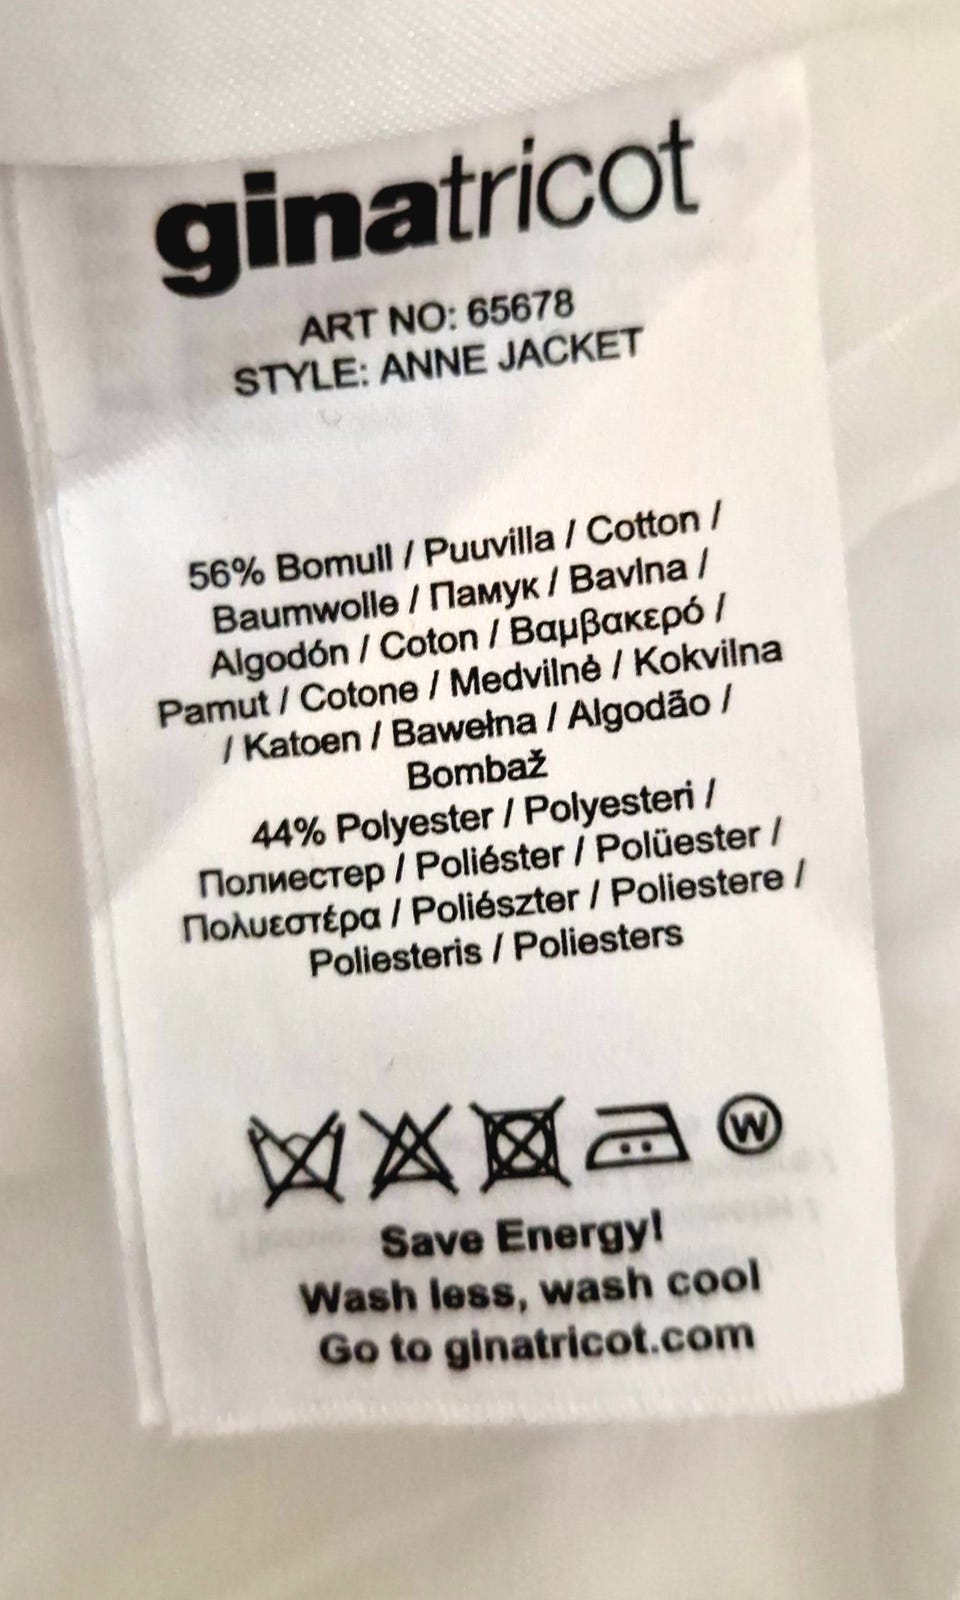 ginatricot
ART NO: 65678
STYLE: ANNE JACKET
56% Bomull / Puuvilla / Cotton /
Baumwolle / Памук / Bavlna /
Algodón / Coton / Βαμβακερό /
Pamut / Cotone / Medvilnė / Kokvilna
/ Katoen / Bawełna / Algodão /
Bombaž
44% Polyester / Polyesteri /
Полиестер / Poliéster / Polüester /
Πολυεστέρα / Poliészter / Poliestere /
Poliesteris / Poliesters
W
Save Energy!
Wash less, wash cool
Go to ginatricot.com